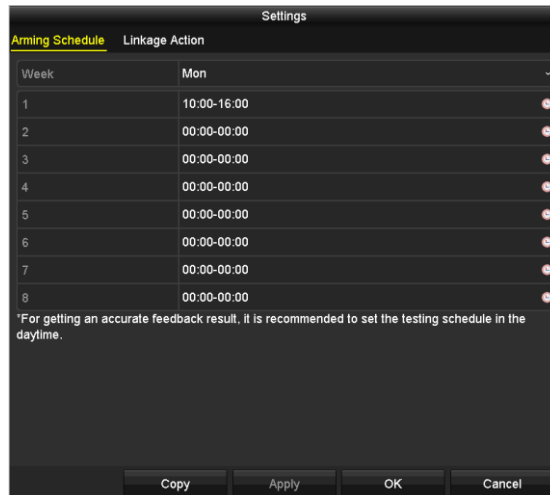 Settings
Arming Schedule Linkage Action
Week Mon
1 10:00-16:00
2 00:00-00:00
3 00:00-00:00
4 00:00-00:00
5 00:00-00:00
6 00:00-00:00
7 00:00-00:00
8 00:00-00:00
*For getting an accurate feedback result, it is recommended to set the testing schedule in the
daytime.
Copy Apply OK Cancel